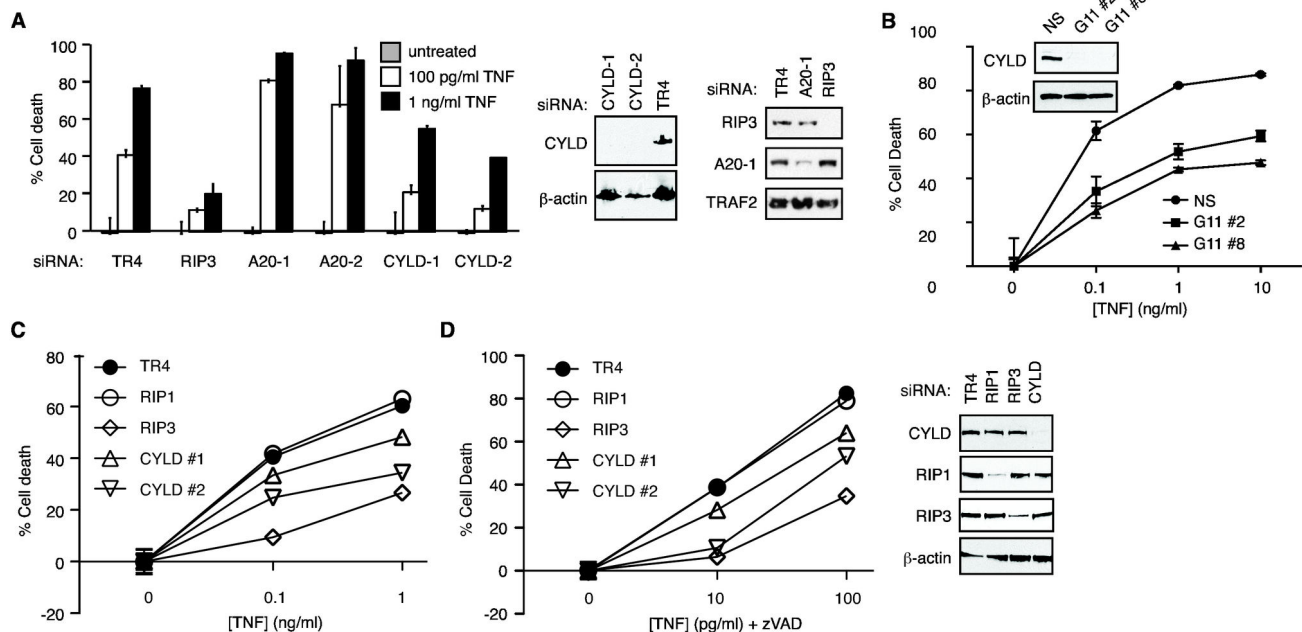 A
100
80
60
40
20
0
% Cell death
untreated
100 pg/ml TNF
1 ng/ml TNF
siRNA:
TR4
RIP3
A20-1
A20-2
CYLD-1
CYLD-2
siRNA:
CYLD-1
CYLD-2
TR4
CYLD
β-actin
siRNA:
TR4
A20-1
RIP3
RIP3
A20-1
TRAF2
B
100
80
60
40
20
0
% Cell Death
NS
G11 #2
CYLD
β-actin
NS
G11 #2
G11 #8
0
0.1
1
10
[TNF] (ng/ml)
C
80
60
40
20
0
-20
% Cell death
TR4
RIP1
RIP3
CYLD #1
CYLD #2
0
0.1
1
[TNF] (ng/ml)
D
100
80
60
40
20
0
-20
% Cell Death
TR4
RIP1
RIP3
CYLD #1
CYLD #2
0
10
100
[TNF] (pg/ml) + zVAD
siRNA:
TR4
RIP1
RIP3
CYLD
CYLD
RIP1
RIP3
β-actin